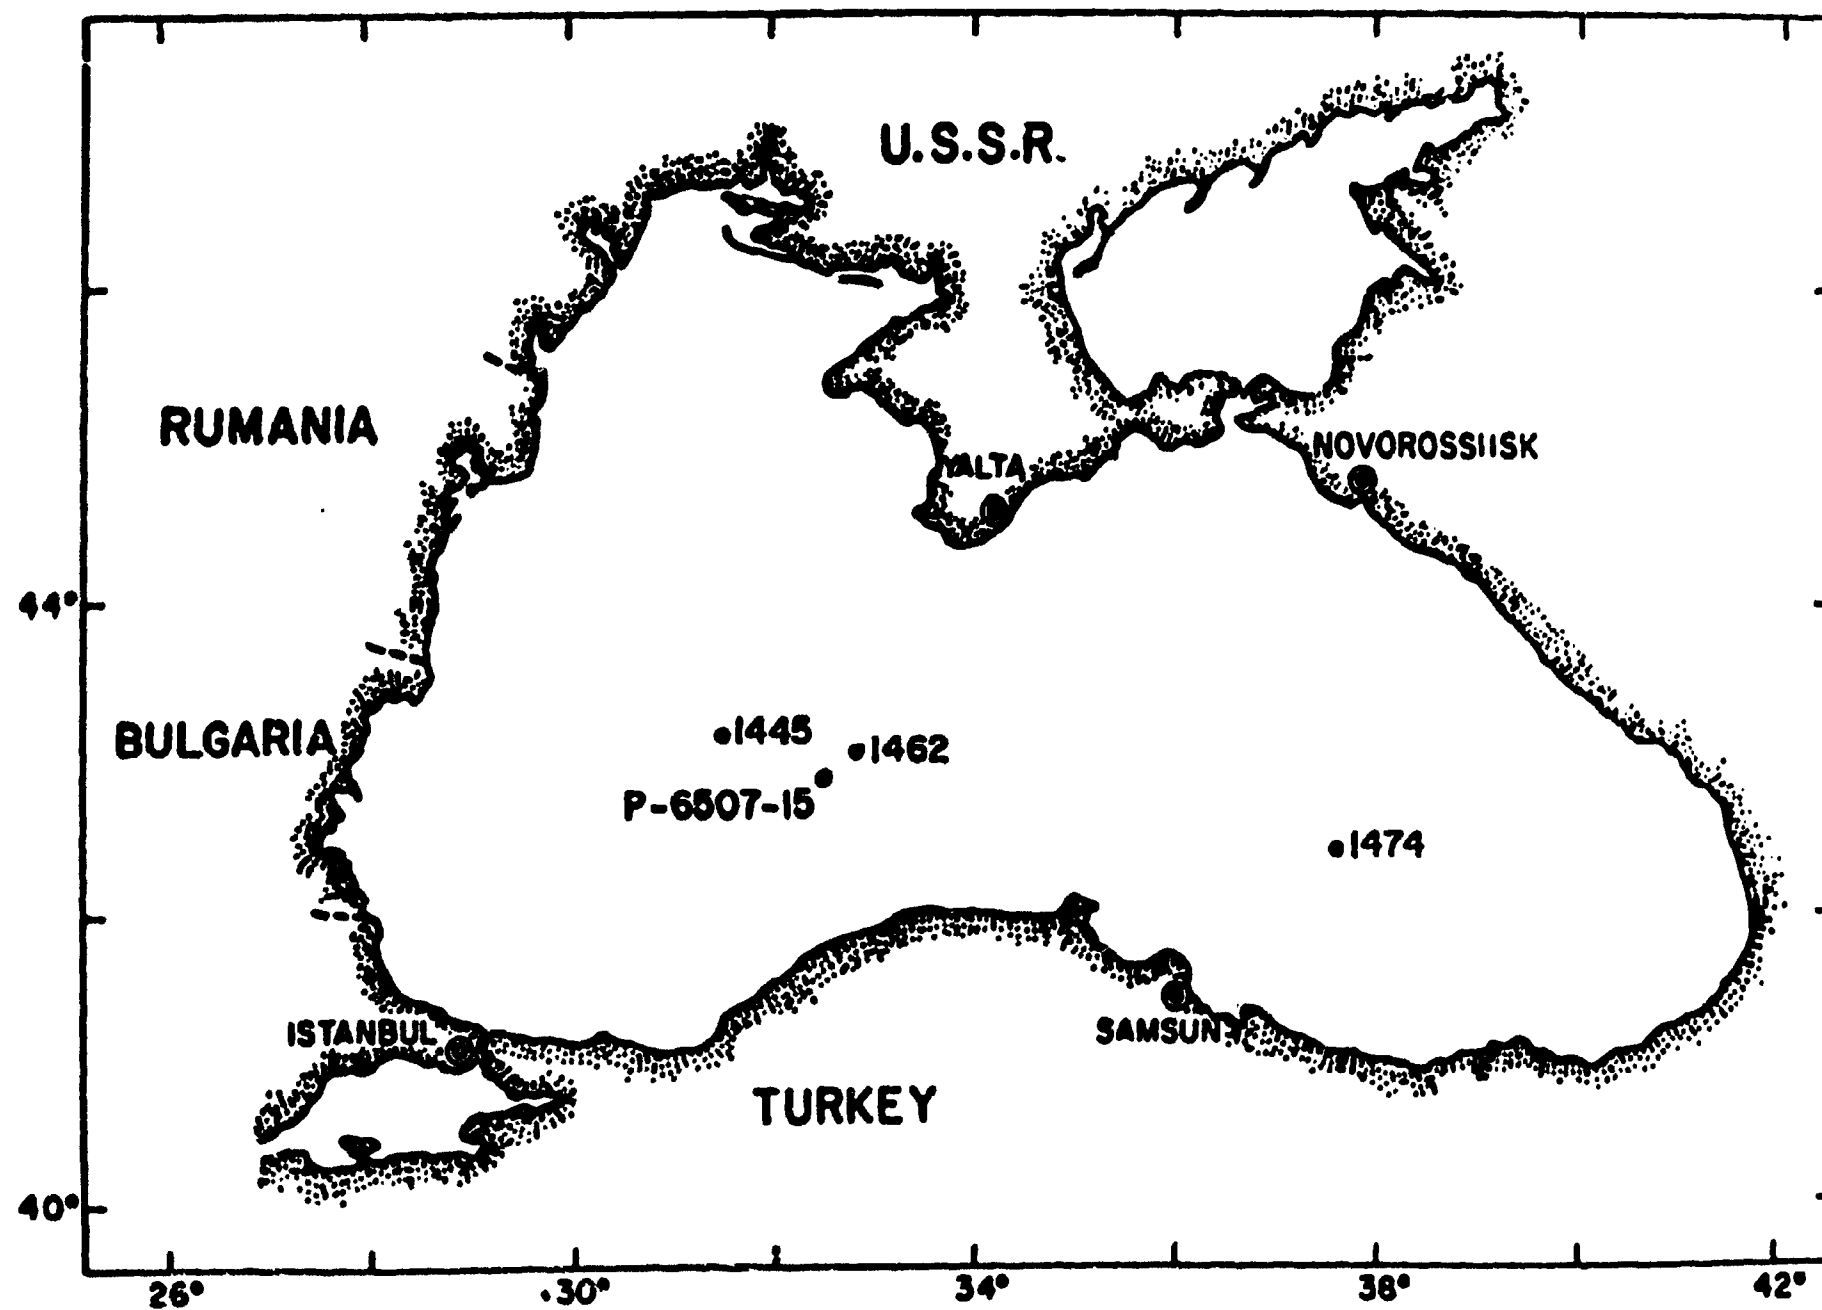 U.S.S.R.
RUMANIA
YALTA
NOVOROSSIISK
44°
BULGARIA
1445
1462
P-6507-15
1474
ISTANBUL
SAMSUN
TURKEY
40°
26° 30° 34° 38° 42°